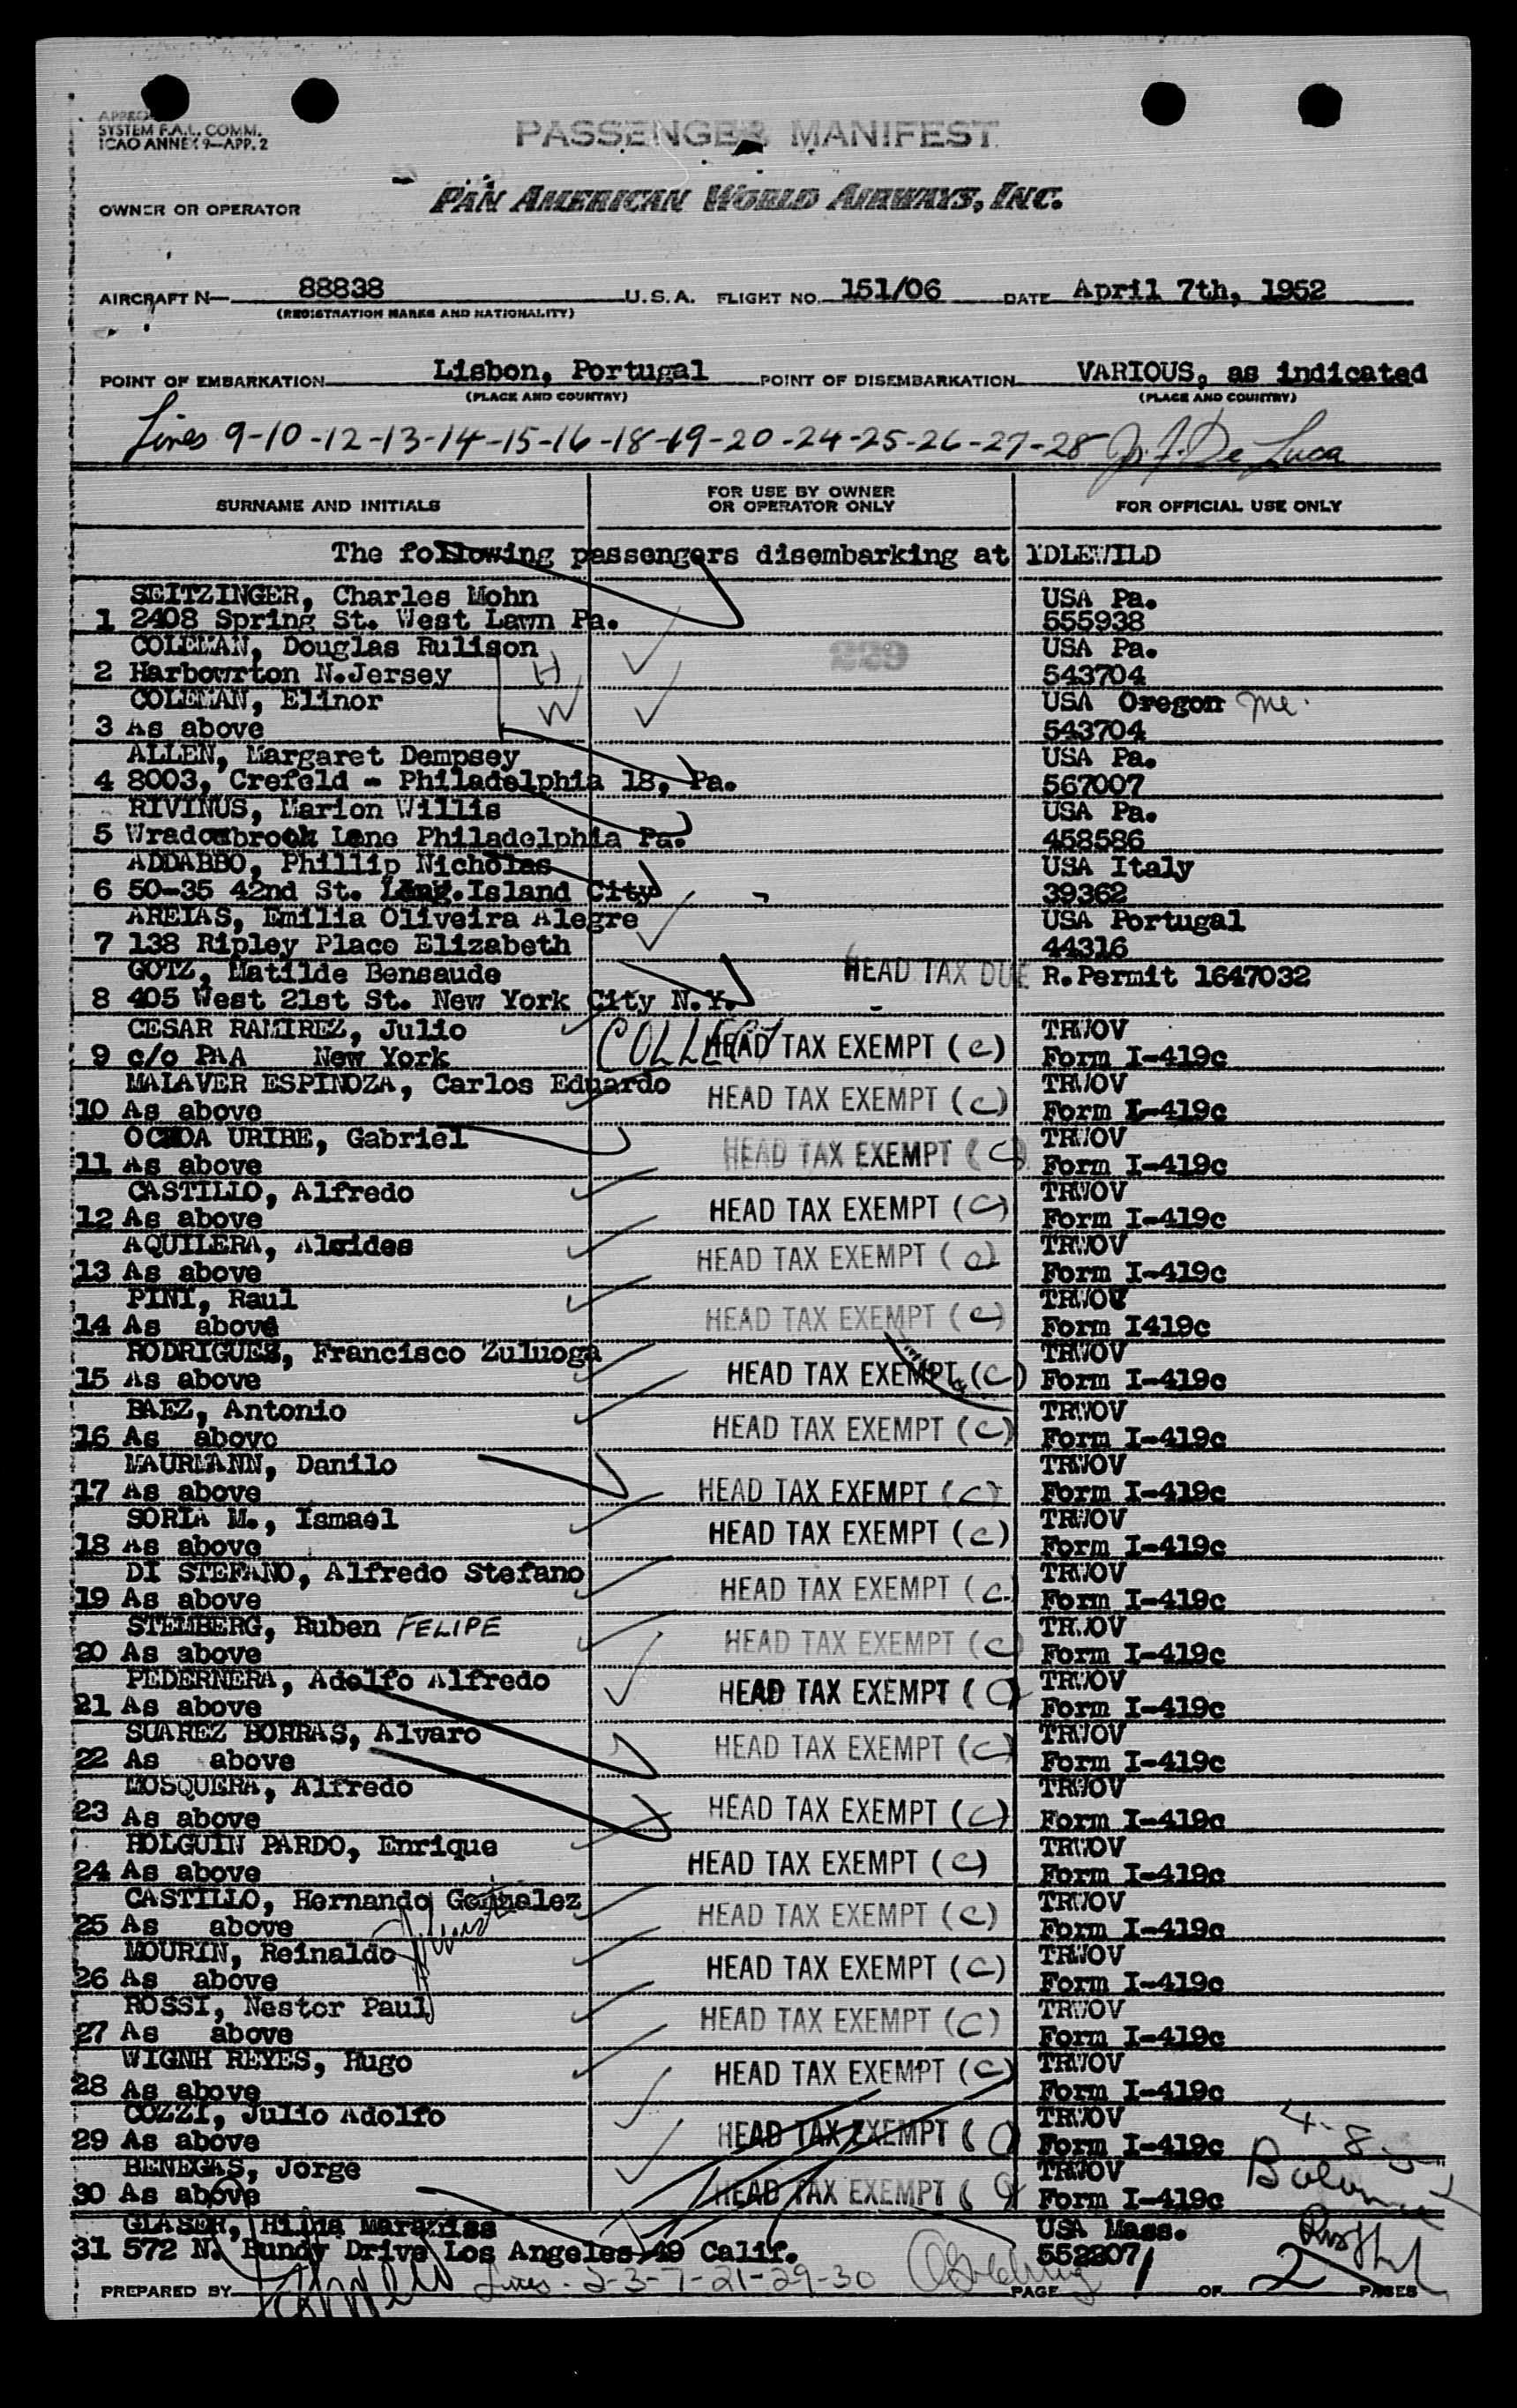 SYSTEM F.A.L. COMM.
ICAO ANNEX 9—APP. 2
PASSENGER MANIFEST
OWNER OR OPERATOR PAN AMERICAN WORLD AIRWAYS, INC.
AIRCRAFT N— 88838 U.S.A. FLIGHT NO. 151/06 DATE April 7th, 1952
(REGISTRATION MARKS AND NATIONALITY)
POINT OF EMBARKATION Lisbon, Portugal POINT OF DISEMBARKATION VARIOUS, as indicated
(PLACE AND COUNTRY) (PLACE AND COUNTRY)
Lines 9-10-12-13-14-15-16-18-19-20-24-25-26-27-28 J. F. De Luca
SURNAME AND INITIALS FOR USE BY OWNER OR OPERATOR ONLY FOR OFFICIAL USE ONLY
The following passengers disembarking at IDLEWILD
SEITZINGER, Charles Mohn USA Pa.
1 2408 Spring St. West Lawn Pa. 555938
COLEMAN, Douglas Rulison 229 USA Pa.
2 Harbourton N.Jersey H 543704
COLEMAN, Elinor W USA Oregon me.
3 As above 543704
ALLEN, Margaret Dempsey USA Pa.
4 8003, Crefeld - Philadelphia 18, Pa. 567007
RIVINUS, Marion Willis USA Pa.
5 Lane Philadelphia Pa. 458586
ADDABBO, Phillip Nicholas USA Italy
6 50-35 42nd St. Long.Island City 39362
AREIAS, Emilia Oliveira Alegre USA Portugal
7 138 Ripley Place Elizabeth 44316
GOTZ, Matilde Bensaude HEAD TAX DUE R.Permit 1647032
8 405 West 21st St. New York City N.Y.
CESAR RAMIREZ, Julio COLLECT HEAD TAX EXEMPT (c) TRWOV
9 c/o PAA New York Form I-419c
MALAVER ESPINOZA, Carlos Eduardo HEAD TAX EXEMPT (c) TRWOV
10 As above Form I-419c
OCHOA URIBE, Gabriel HEAD TAX EXEMPT (c) TRWOV
11 As above Form I-419c
CASTILLO, Alfredo HEAD TAX EXEMPT (c) TRWOV
12 As above Form I-419c
AQUILERA, Alcides HEAD TAX EXEMPT (c) TRWOV
13 As above Form I-419c
PINI, Raul HEAD TAX EXEMPT (c) TRWOV
14 As above Form I419c
RODRIGUEZ, Francisco Zuluoga HEAD TAX EXEMPT (c) TRWOV
15 As above Form I-419c
BAEZ, Antonio HEAD TAX EXEMPT (c) TRWOV
16 As above Form I-419c
MAURMANN, Danilo HEAD TAX EXEMPT (c) TRWOV
17 As above Form I-419c
SORIA M., Ismael HEAD TAX EXEMPT (c) TRWOV
18 As above Form I-419c
DI STEFANO, Alfredo Stefano HEAD TAX EXEMPT (c) TRWOV
19 As above Form I-419c
STEMBERG, Ruben FELIPE HEAD TAX EXEMPT (c) TRWOV
20 As above Form I-419c
PEDERNERA, Adolfo Alfredo HEAD TAX EXEMPT (c) TRWOV
21 As above Form I-419c
SUAREZ BORRAS, Alvaro HEAD TAX EXEMPT (c) TRWOV
22 As above Form I-419c
MOSQUERA, Alfredo HEAD TAX EXEMPT (c) TRWOV
23 As above Form I-419c
HOLGUIN PARDO, Enrique HEAD TAX EXEMPT (c) TRWOV
24 As above Form I-419c
CASTILLO, Hernando Gonzalez HEAD TAX EXEMPT (c) TRWOV
25 As above Form I-419c
MOURIN, Reinaldo HEAD TAX EXEMPT (c) TRWOV
26 As above Form I-419c
ROSSI, Nestor Paul HEAD TAX EXEMPT (c) TRWOV
27 As above Form I-419c
WIGNH REYES, Hugo HEAD TAX EXEMPT (c) TRWOV
28 As above Form I-419c
COZZI, Julio Adolfo HEAD TAX EXEMPT ( TRWOV
29 As above Form I-419c 4-8-
BENEGAS, Jorge HEAD TAX EXEMPT ( TRWOV
30 As above Form I-419c
GLASER, USA Mass.
31 572 N. Bundy Drive Los Angeles 49 Calif.
PREPARED BY Lines-2-3-7-21-29-30 PAGE 1 OF 2 PAGES